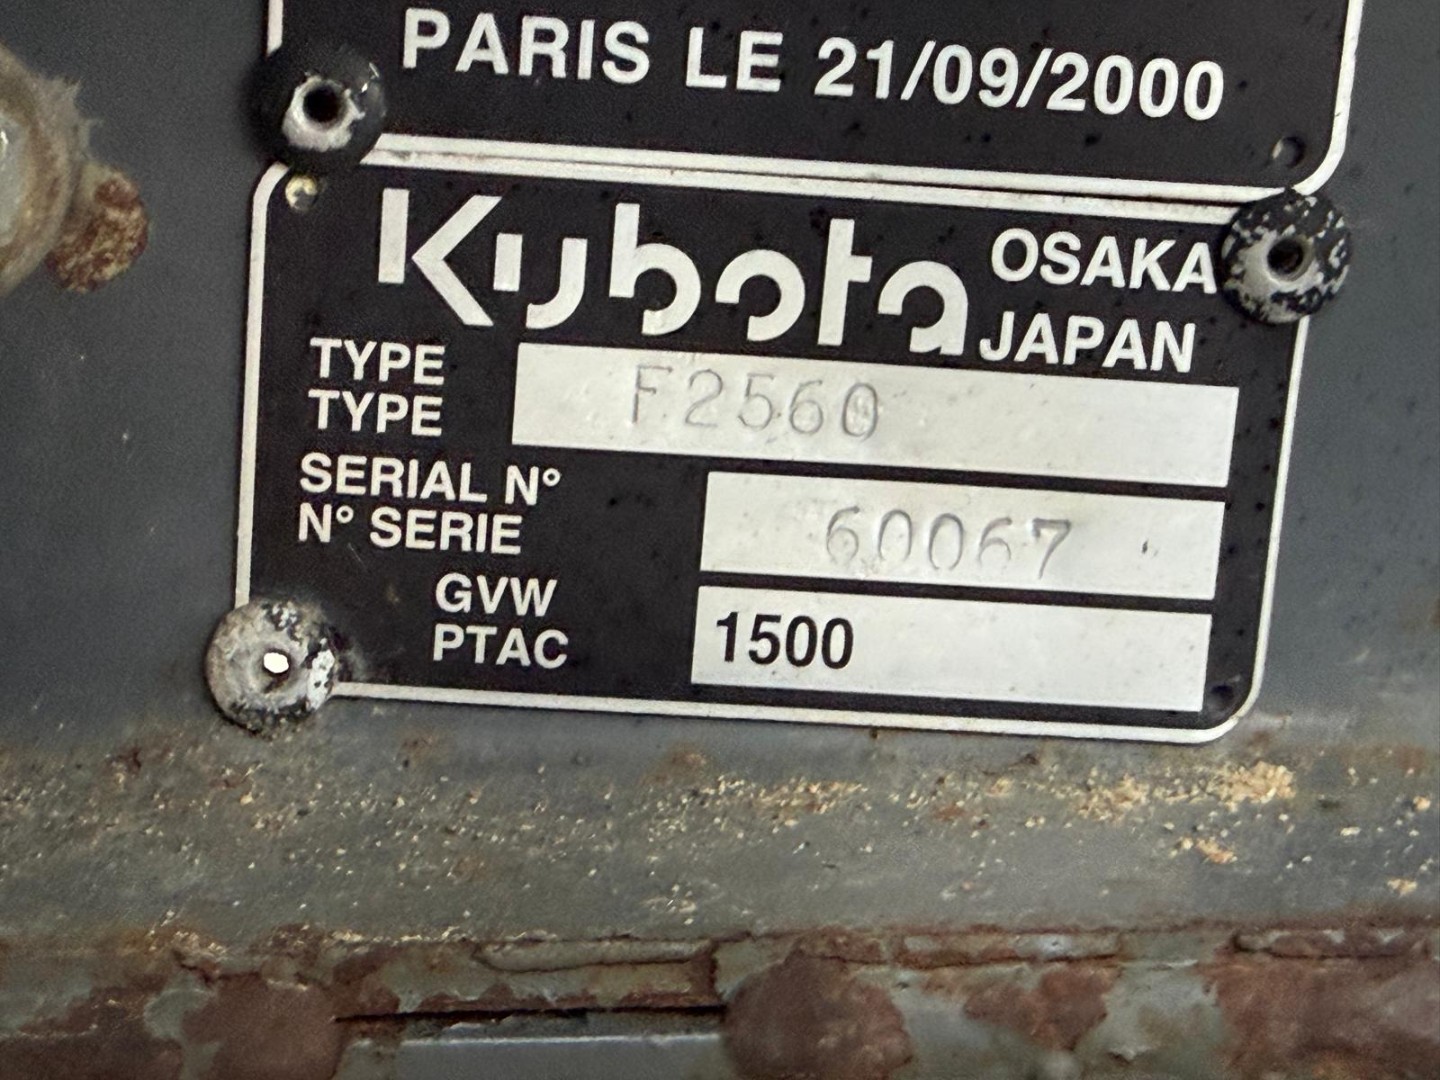 PARIS LE 21/09/2000
Kubota OSAKA
JAPAN
TYPE
TYPE
F2560
SERIAL N°
N° SERIE
60067
GVW
PTAC
1500